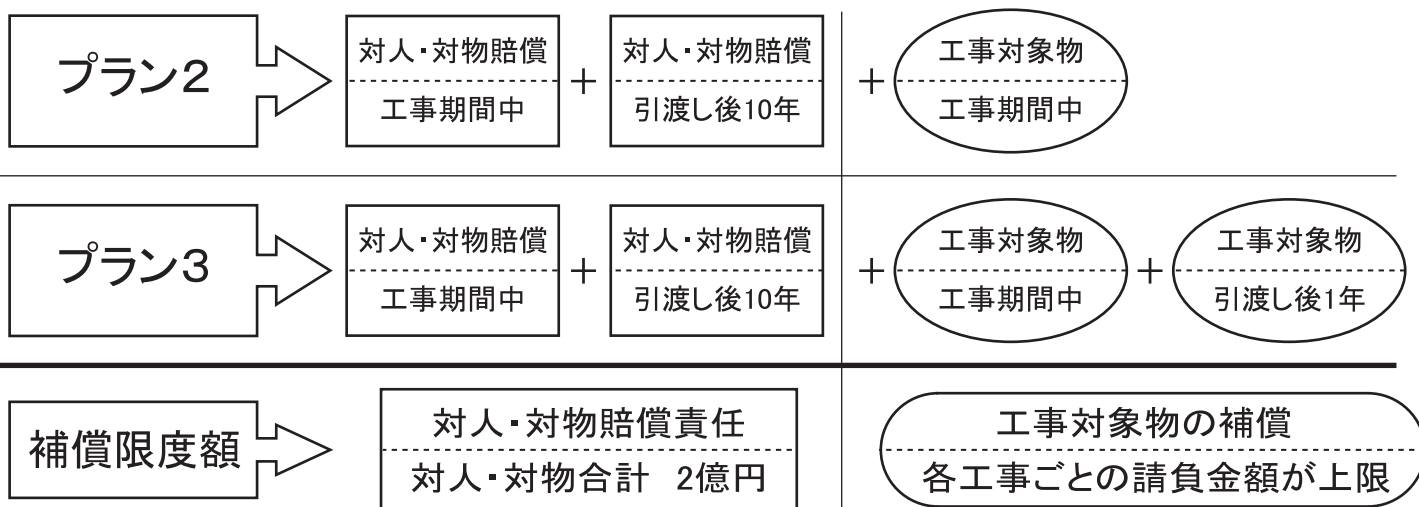 プラン2
対人・対物賠償
工事期間中
+
対人・対物賠償
引渡し後10年
+
工事対象物
工事期間中
プラン3
対人・対物賠償
工事期間中
+
対人・対物賠償
引渡し後10年
+
工事対象物
工事期間中
+
工事対象物
引渡し後1年
補償限度額
対人・対物賠償責任
対人・対物合計 2億円
工事対象物の補償
各工事ごとの請負金額が上限